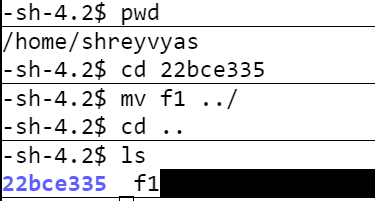 -sh-4.2$ pwd
/home/shreyvyas
-sh-4.2$ cd 22bce335
-sh-4.2$ mv f1 ../
-sh-4.2$ cd ..
-sh-4.2$ ls
22bce335  f1